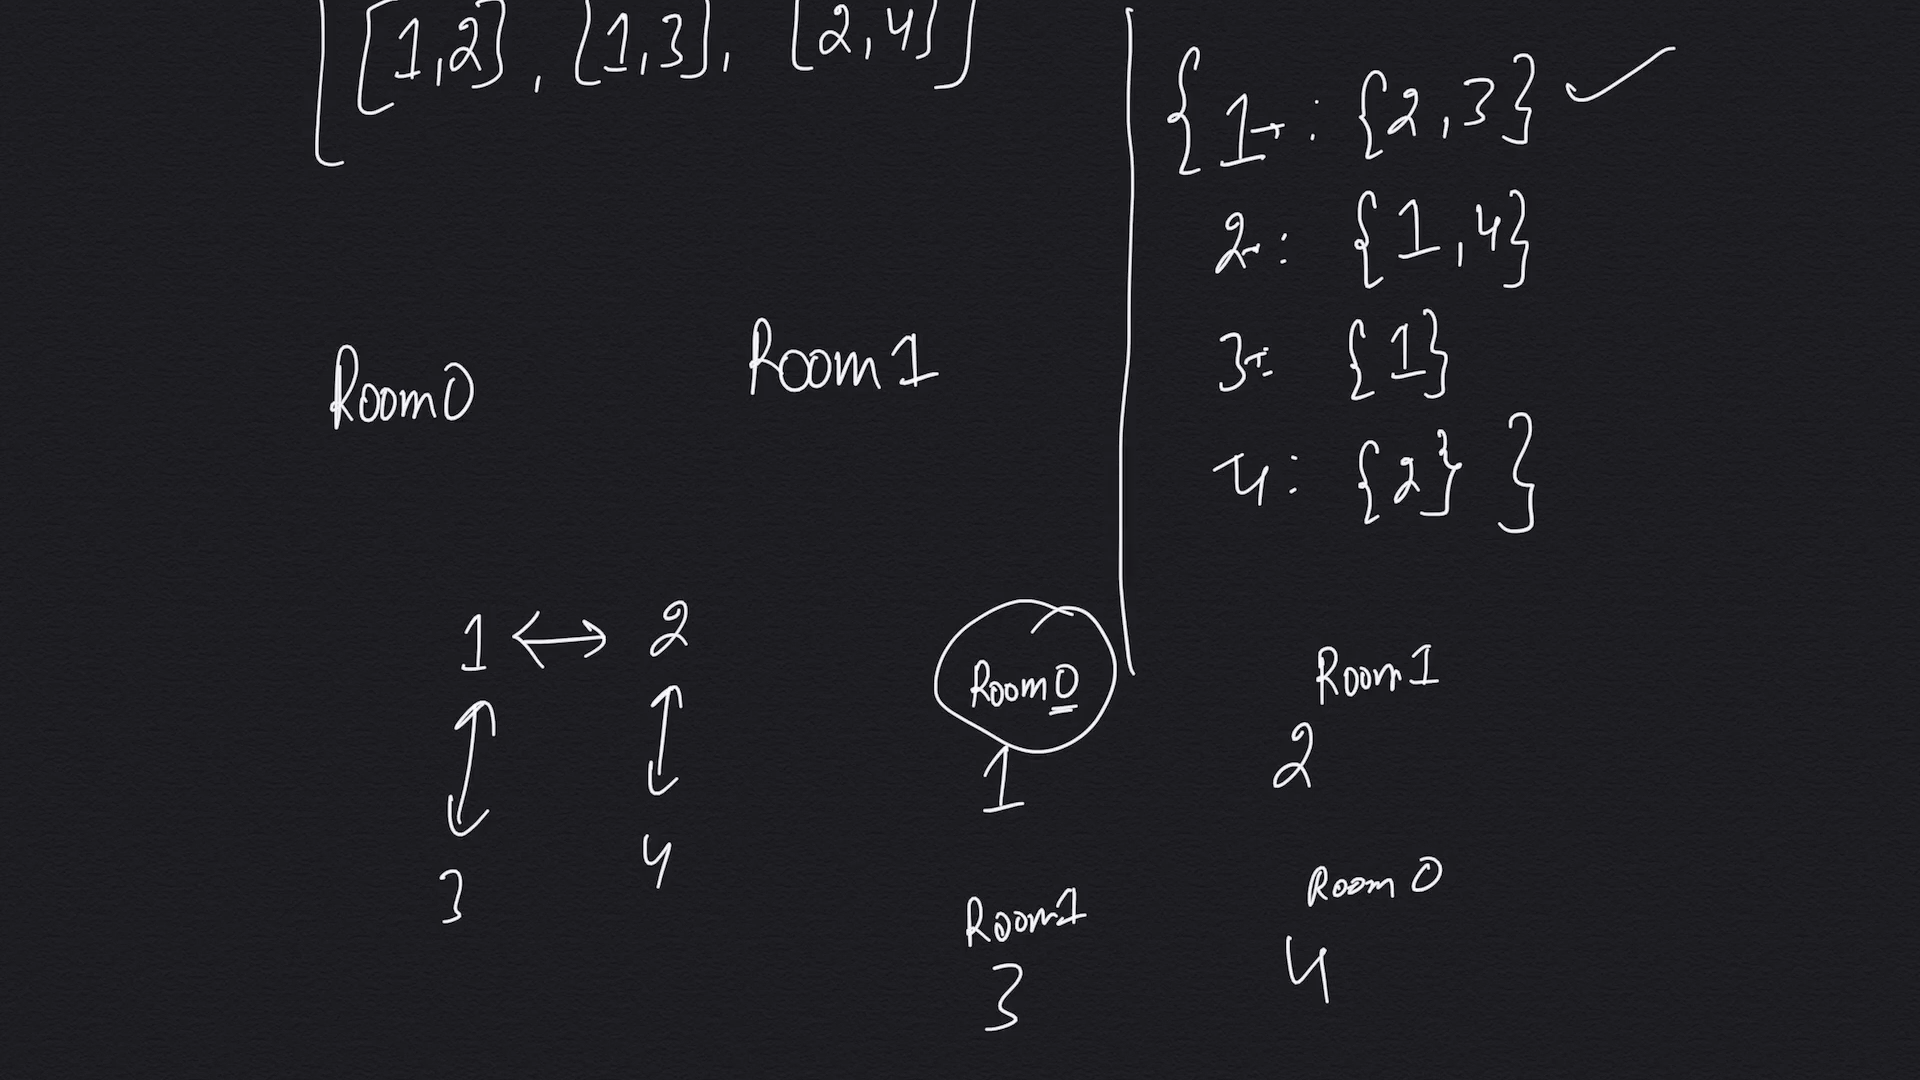 [[1,2], [1,3], [2,4]]
{1: {2,3}
2: {1,4}
3: {1}
4: {2} }
Room0
Room1
1 ↔ 2
3
4
Room0
1
Room1
2
Room1
3
Room0
4